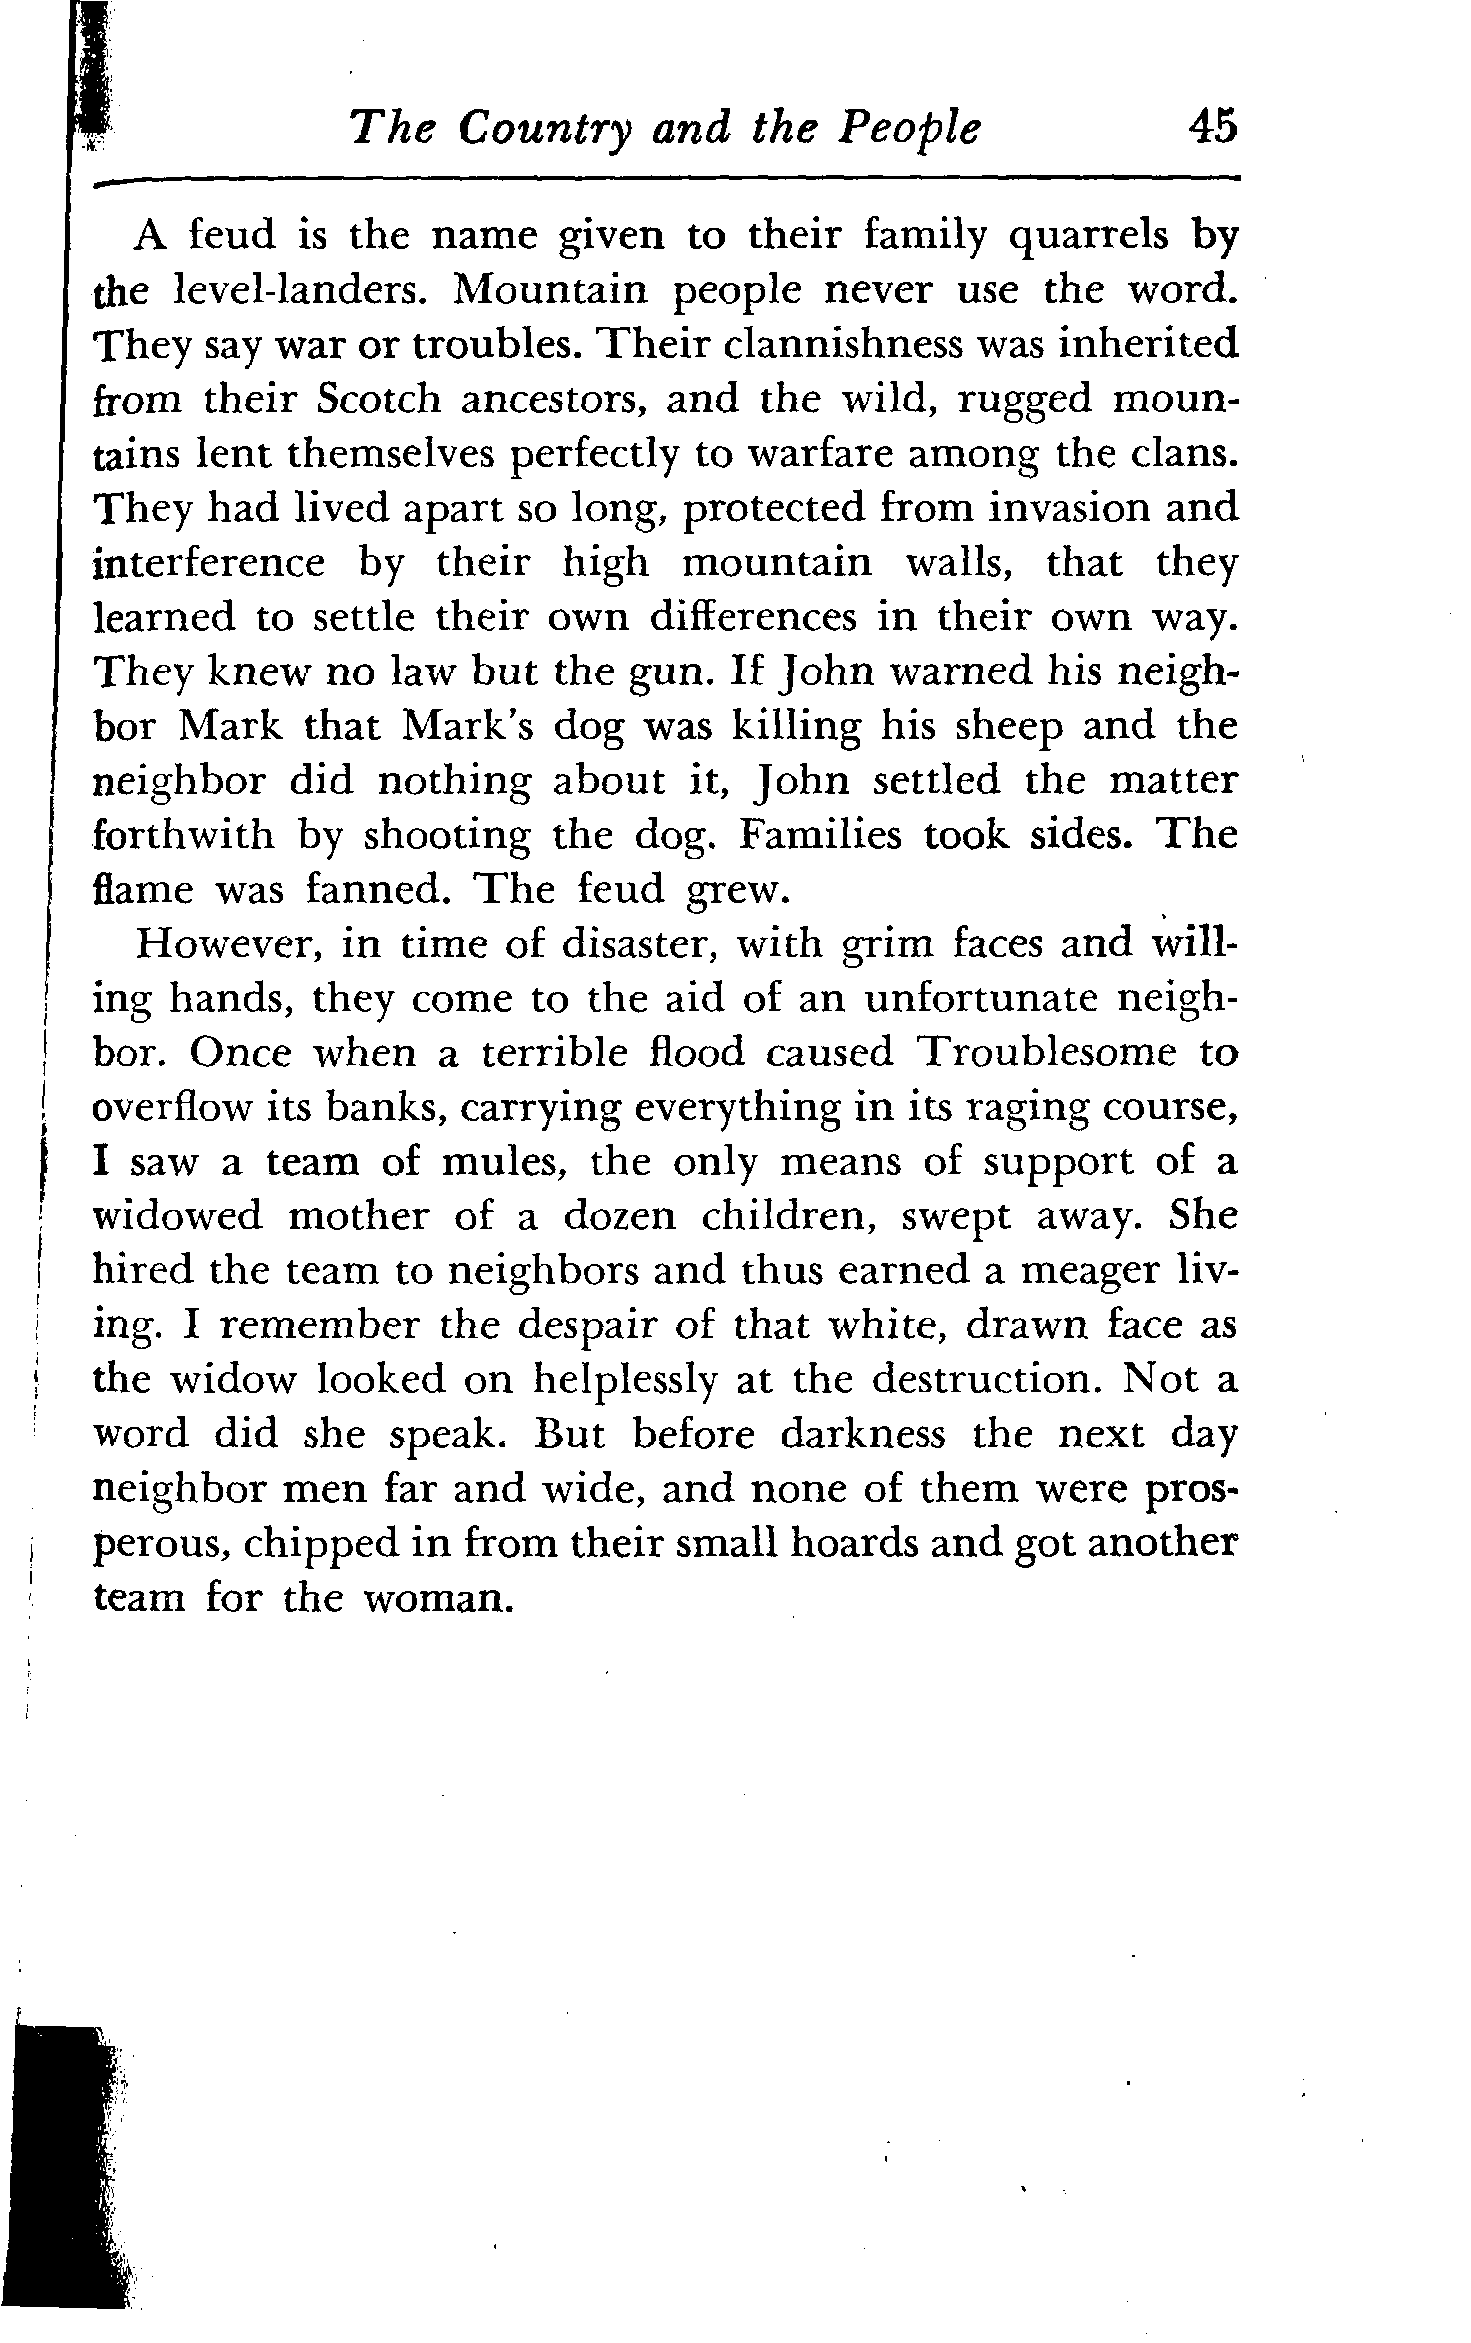 The Country and the People 45
A feud is the name given to their family quarrels by
the level-landers. Mountain people never use the word.
They say war or troubles. Their clannishness was inherited
from their Scotch ancestors, and the wild, rugged moun-
tains lent themselves perfectly to warfare among the clans.
They had lived apart so long, protected from invasion and
interference by their high mountain walls, that they
learned to settle their own differences in their own way.
They knew no law but the gun. If John warned his neigh-
bor Mark that Mark's dog was killing his sheep and the
neighbor did nothing about it, John settled the matter
forthwith by shooting the dog. Families took sides. The
flame was fanned. The feud grew.
However, in time of disaster, with grim faces and will-
ing hands, they come to the aid of an unfortunate neigh-
bor. Once when a terrible flood caused Troublesome to
overflow its banks, carrying everything in its raging course,
I saw a team of mules, the only means of support of a
widowed mother of a dozen children, swept away. She
hired the team to neighbors and thus earned a meager liv-
ing. I remember the despair of that white, drawn face as
the widow looked on helplessly at the destruction. Not a
word did she speak. But before darkness the next day
neighbor men far and wide, and none of them were pros-
perous, chipped in from their small hoards and got another
team for the woman.